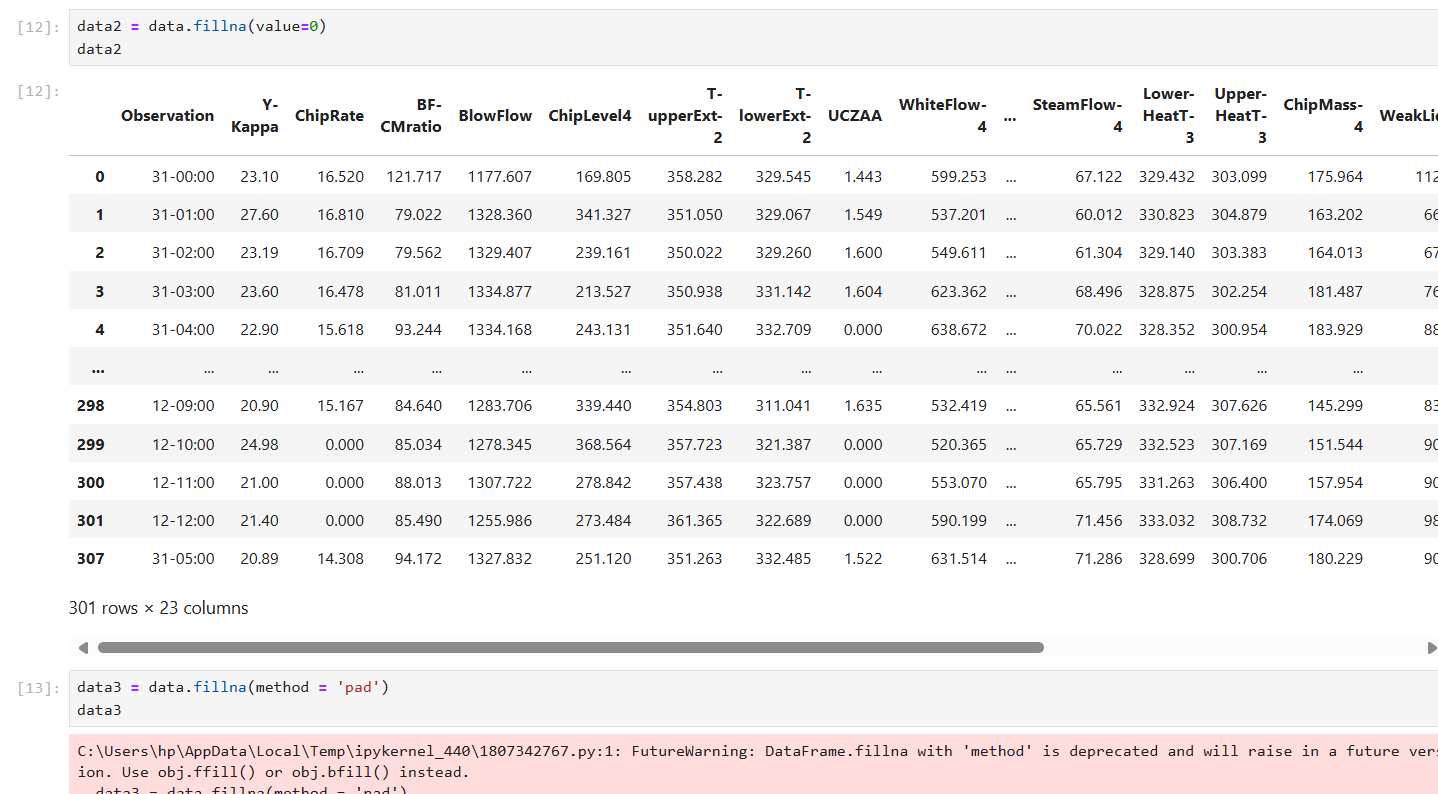 [12]: data2 = data.fillna(value=0)
data2
[12]:
Observation Y-Kappa ChipRate BF-CMratio BlowFlow ChipLevel4 T-upperExt-2 T-lowerExt-2 UCZAA WhiteFlow-4 ... SteamFlow-4 Lower-HeatT-3 Upper-HeatT-3 ChipMass-4 WeakLi
0 31-00:00 23.10 16.520 121.717 1177.607 169.805 358.282 329.545 1.443 599.253 ... 67.122 329.432 303.099 175.964 112
1 31-01:00 27.60 16.810 79.022 1328.360 341.327 351.050 329.067 1.549 537.201 ... 60.012 330.823 304.879 163.202 66
2 31-02:00 23.19 16.709 79.562 1329.407 239.161 350.022 329.260 1.600 549.611 ... 61.304 329.140 303.383 164.013 67
3 31-03:00 23.60 16.478 81.011 1334.877 213.527 350.938 331.142 1.604 623.362 ... 68.496 328.875 302.254 181.487 76
4 31-04:00 22.90 15.618 93.244 1334.168 243.131 351.640 332.709 0.000 638.672 ... 70.022 328.352 300.954 183.929 88
... ... ... ... ... ... ... ... ... ... ... ... ... ... ... ...
298 12-09:00 20.90 15.167 84.640 1283.706 339.440 354.803 311.041 1.635 532.419 ... 65.561 332.924 307.626 145.299 83
299 12-10:00 24.98 0.000 85.034 1278.345 368.564 357.723 321.387 0.000 520.365 ... 65.729 332.523 307.169 151.544 90
300 12-11:00 21.00 0.000 88.013 1307.722 278.842 357.438 323.757 0.000 553.070 ... 65.795 331.263 306.400 157.954 90
301 12-12:00 21.40 0.000 85.490 1255.986 273.484 361.365 322.689 0.000 590.199 ... 71.456 333.032 308.732 174.069 98
307 31-05:00 20.89 14.308 94.172 1327.832 251.120 351.263 332.485 1.522 631.514 ... 71.286 328.699 300.706 180.229 90
301 rows × 23 columns
[13]: data3 = data.fillna(method = 'pad')
data3
C:\Users\hp\AppData\Local\Temp\ipykernel_440\1807342767.py:1: FutureWarning: DataFrame.fillna with 'method' is deprecated and will raise in a future vers
ion. Use obj.ffill() or obj.bfill() instead.
data3 = data.fillna(method = 'pad')